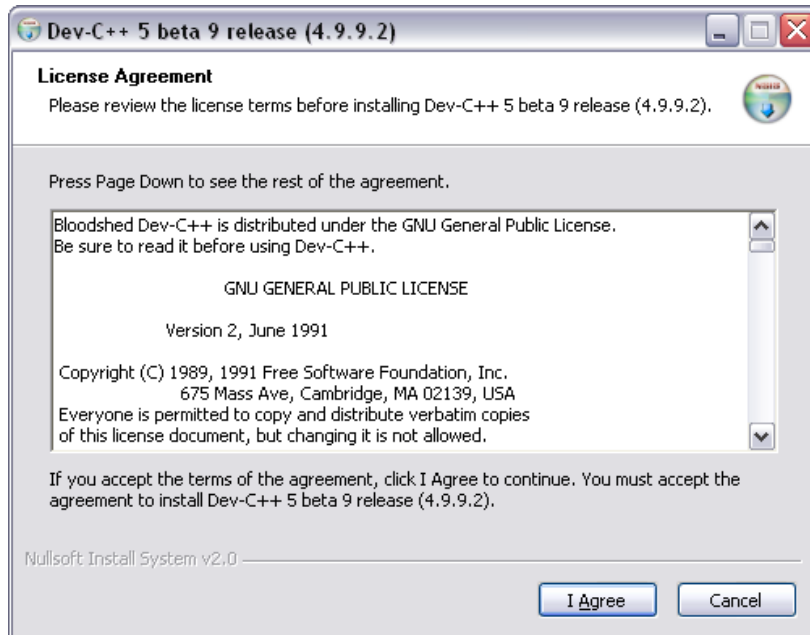 Dev-C++ 5 beta 9 release (4.9.9.2)
License Agreement
Please review the license terms before installing Dev-C++ 5 beta 9 release (4.9.9.2).
Press Page Down to see the rest of the agreement.
Bloodshed Dev-C++ is distributed under the GNU General Public License.
Be sure to read it before using Dev-C++.
GNU GENERAL PUBLIC LICENSE
Version 2, June 1991
Copyright (C) 1989, 1991 Free Software Foundation, Inc.
675 Mass Ave, Cambridge, MA 02139, USA
Everyone is permitted to copy and distribute verbatim copies
of this license document, but changing it is not allowed.
If you accept the terms of the agreement, click I Agree to continue. You must accept the
agreement to install Dev-C++ 5 beta 9 release (4.9.9.2).
Nullsoft Install System v2.0
I Agree
Cancel